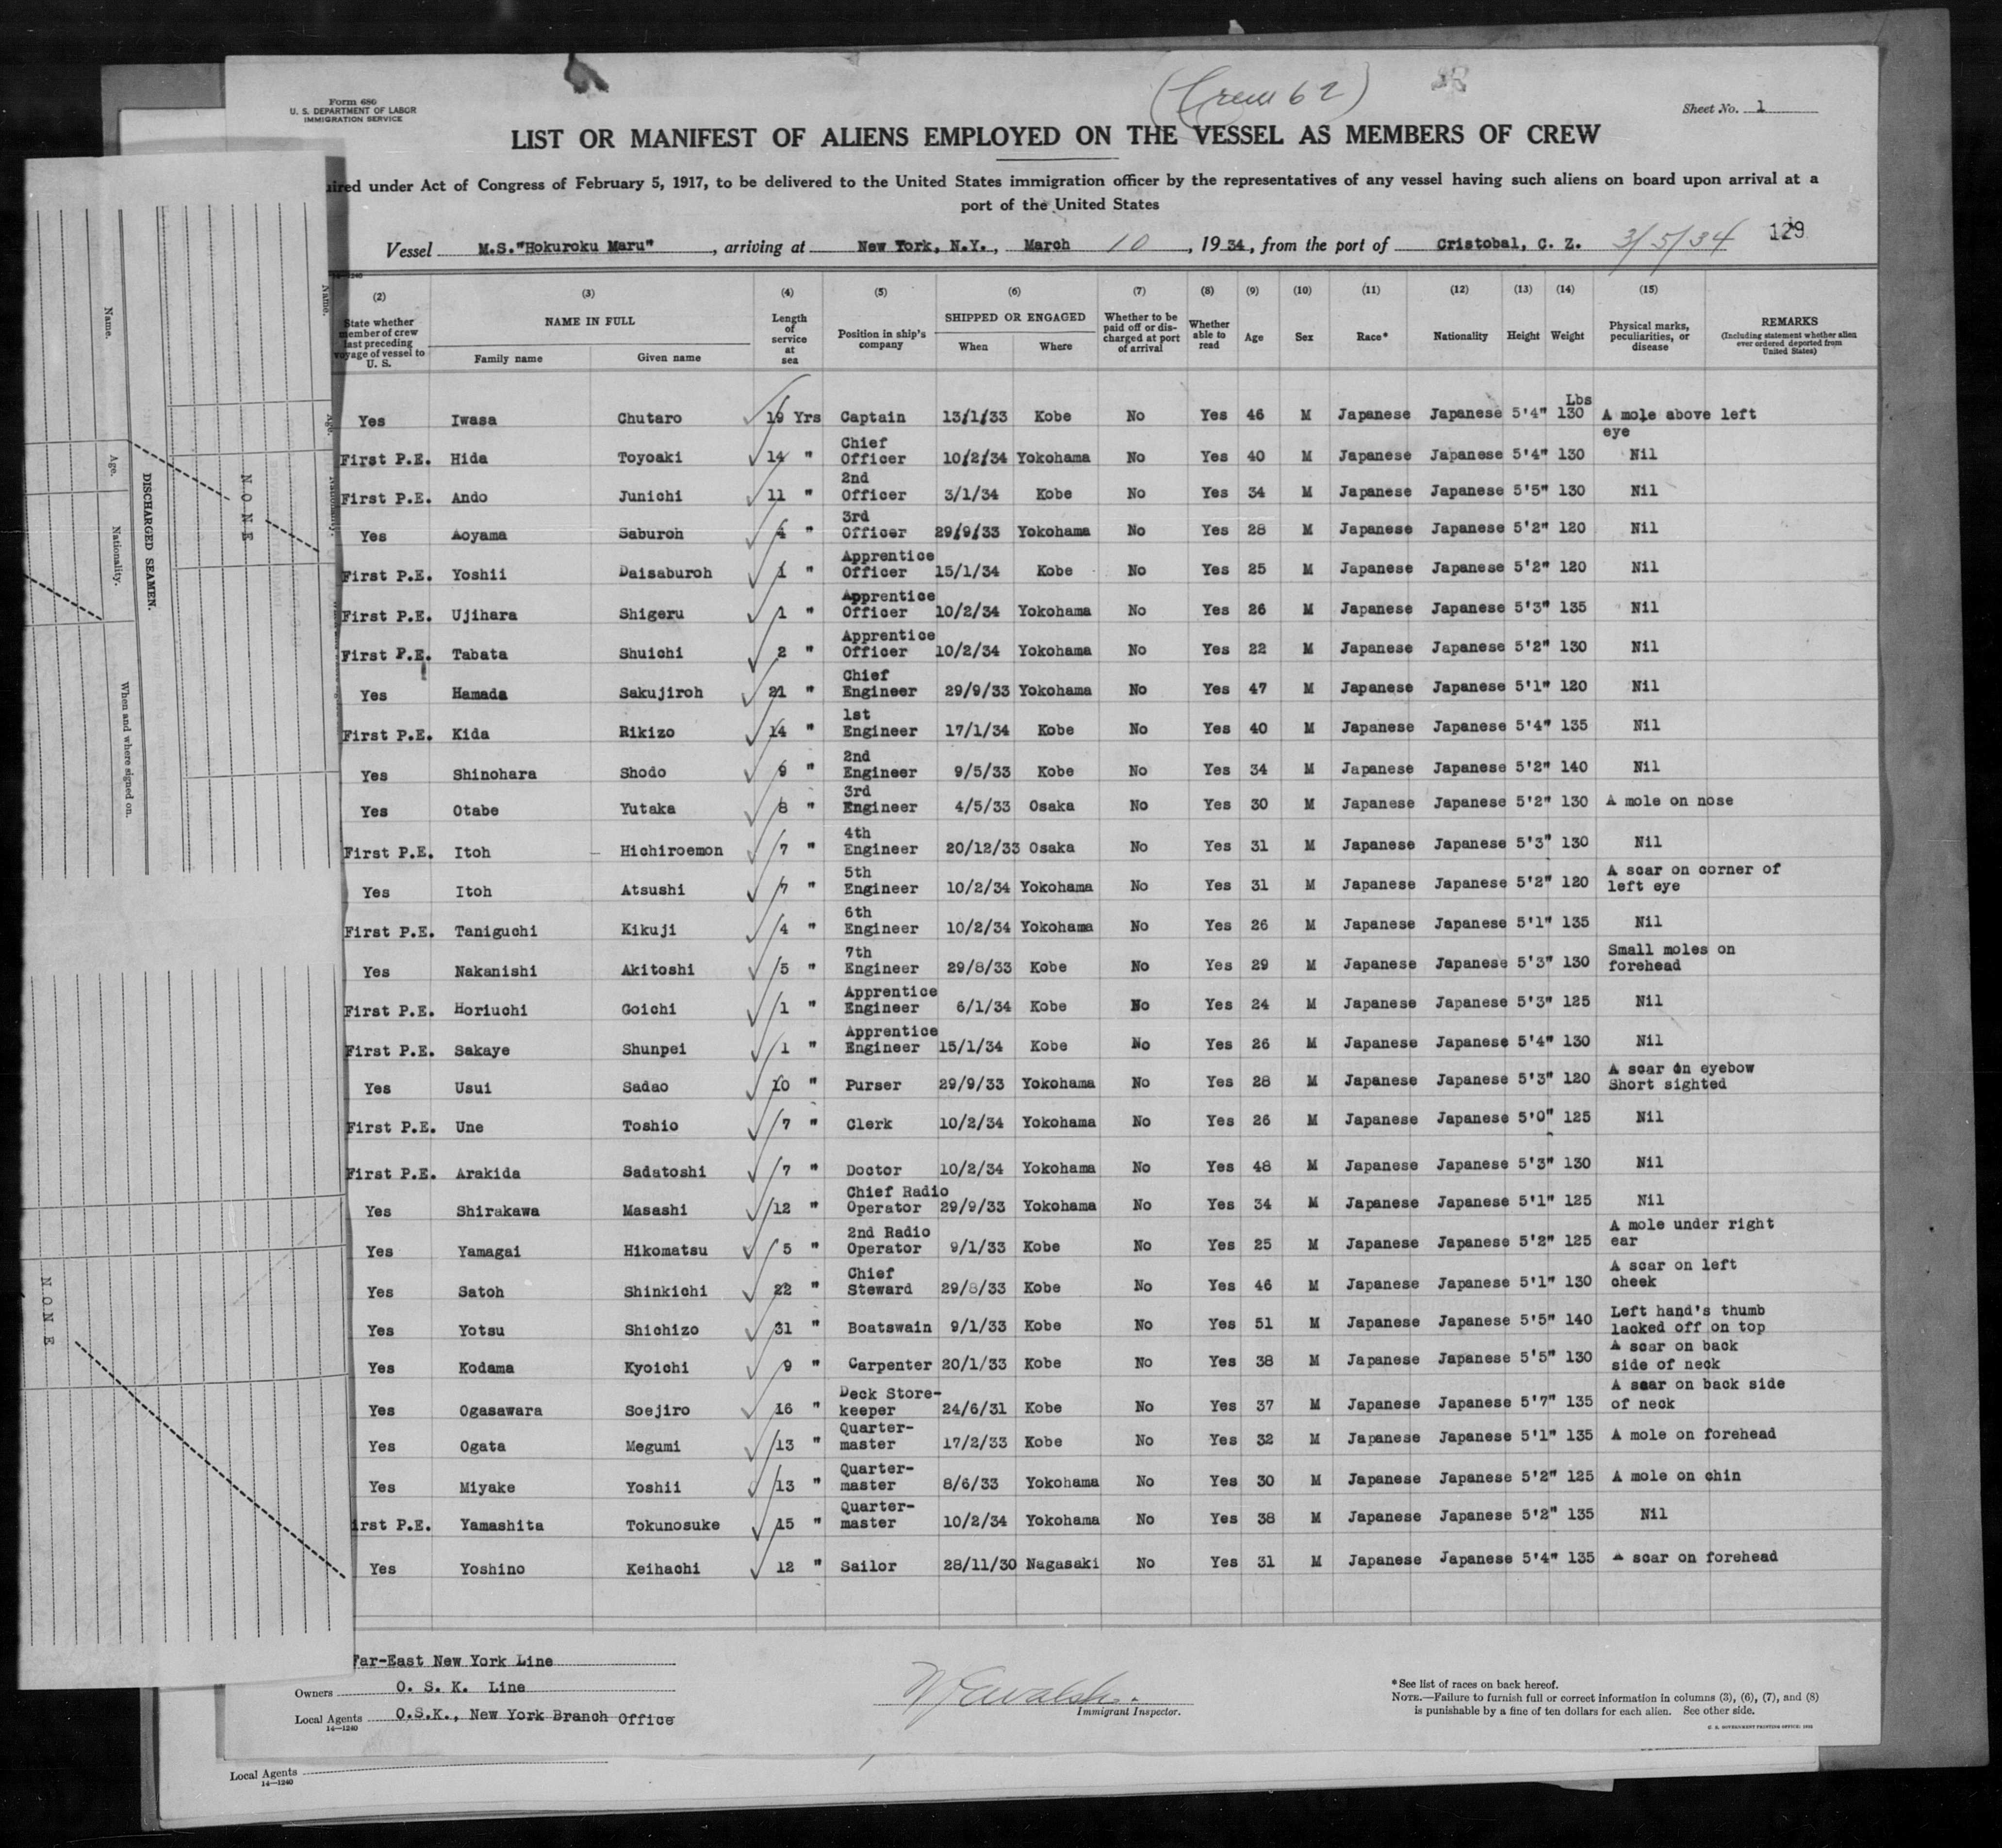 (Crew 62)
Form 680
U. S. DEPARTMENT OF LABOR
IMMIGRATION SERVICE
Sheet No. 1
LIST OR MANIFEST OF ALIENS EMPLOYED ON THE VESSEL AS MEMBERS OF CREW
uired under Act of Congress of February 5, 1917, to be delivered to the United States immigration officer by the representatives of any vessel having such aliens on board upon arrival at a
port of the United States
129
Vessel M.S."Hokuroku Maru", arriving at New York, N.Y., March 10, 1934, from the port of Cristobal, C. Z. 3/5/34
(2) State whether member of crew last preceding voyage of vessel to U. S.
(3) NAME IN FULL Family name Given name
(4) Length of service at sea
(5) Position in ship's company
(6) SHIPPED OR ENGAGED When Where
(7) Whether to be paid off or discharged at port of arrival
(8) Whether able to read
(9) Age
(10) Sex
(11) Race*
(12) Nationality
(13) Height
(14) Weight
(15) Physical marks, peculiarities, or disease
REMARKS (Including statement whether alien ever ordered deported from United States)
Lbs
Yes Iwasa Chutaro 19 Yrs Captain 13/1/33 Kobe No Yes 46 M Japanese Japanese 5'4" 130 A mole above left eye
First P.E. Hida Toyoaki 14 " Chief Officer 10/2/34 Yokohama No Yes 40 M Japanese Japanese 5'4" 130 Nil
First P.E. Ando Junichi 11 " 2nd Officer 3/1/34 Kobe No Yes 34 M Japanese Japanese 5'5" 130 Nil
Yes Aoyama Saburoh 4 " 3rd Officer 29/9/33 Yokohama No Yes 28 M Japanese Japanese 5'2" 120 Nil
First P.E. Yoshii Daisaburoh 1 " Apprentice Officer 15/1/34 Kobe No Yes 25 M Japanese Japanese 5'2" 120 Nil
First P.E. Ujihara Shigeru 1 " Apprentice Officer 10/2/34 Yokohama No Yes 26 M Japanese Japanese 5'3" 135 Nil
First P.E. Tabata Shuichi 2 " Apprentice Officer 10/2/34 Yokohama No Yes 22 M Japanese Japanese 5'2" 130 Nil
Yes Hamada Sakujiroh 21 " Chief Engineer 29/9/33 Yokohama No Yes 47 M Japanese Japanese 5'1" 120 Nil
First P.E. Kida Rikizo 14 " 1st Engineer 17/1/34 Kobe No Yes 40 M Japanese Japanese 5'4" 135 Nil
Yes Shinohara Shodo 9 " 2nd Engineer 9/5/33 Kobe No Yes 34 M Japanese Japanese 5'2" 140 Nil
Yes Otabe Yutaka 8 " 3rd Engineer 4/5/33 Osaka No Yes 30 M Japanese Japanese 5'2" 130 A mole on nose
First P.E. Itoh Hichiroemon 7 " 4th Engineer 20/12/33 Osaka No Yes 31 M Japanese Japanese 5'3" 130 Nil
Yes Itoh Atsushi 7 " 5th Engineer 10/2/34 Yokohama No Yes 31 M Japanese Japanese 5'2" 120 A scar on corner of left eye
First P.E. Taniguchi Kikuji 4 " 6th Engineer 10/2/34 Yokohama No Yes 26 M Japanese Japanese 5'1" 135 Nil
Yes Nakanishi Akitoshi 5 " 7th Engineer 29/8/33 Kobe No Yes 29 M Japanese Japanese 5'3" 130 Small moles on forehead
First P.E. Horiuchi Goichi 1 " Apprentice Engineer 6/1/34 Kobe No Yes 24 M Japanese Japanese 5'3" 125 Nil
First P.E. Sakaye Shunpei 1 " Apprentice Engineer 15/1/34 Kobe No Yes 26 M Japanese Japanese 5'4" 130 Nil
Yes Usui Sadao 10 " Purser 29/9/33 Yokohama No Yes 28 M Japanese Japanese 5'3" 120 A scar on eyebow Short sighted
First P.E. Une Toshio 7 " Clerk 10/2/34 Yokohama No Yes 26 M Japanese Japanese 5'0" 125 Nil
First P.E. Arakida Sadatoshi 7 " Doctor 10/2/34 Yokohama No Yes 48 M Japanese Japanese 5'3" 130 Nil
Yes Shirakawa Masashi 12 " Chief Radio Operator 29/9/33 Yokohama No Yes 34 M Japanese Japanese 5'1" 125 Nil
Yes Yamagai Hikomatsu 5 " 2nd Radio Operator 9/1/33 Kobe No Yes 25 M Japanese Japanese 5'2" 125 A mole under right ear
Yes Satoh Shinkichi 22 " Chief Steward 29/8/33 Kobe No Yes 46 M Japanese Japanese 5'1" 130 A scar on left cheek
Yes Yotsu Shichizo 31 " Boatswain 9/1/33 Kobe No Yes 51 M Japanese Japanese 5'5" 140 Left hand's thumb lacked off on top
Yes Kodama Kyoichi 9 " Carpenter 20/1/33 Kobe No Yes 38 M Japanese Japanese 5'5" 130 A scar on back side of neck
Yes Ogasawara Soejiro 16 " Deck Store-keeper 24/6/31 Kobe No Yes 37 M Japanese Japanese 5'7" 135 A scar on back side of neck
Yes Ogata Megumi 13 " Quarter-master 17/2/33 Kobe No Yes 32 M Japanese Japanese 5'1" 135 A mole on forehead
Yes Miyake Yoshii 13 " Quarter-master 8/6/33 Yokohama No Yes 30 M Japanese Japanese 5'2" 125 A mole on chin
irst P.E. Yamashita Tokunosuke 15 " Quarter-master 10/2/34 Yokohama No Yes 38 M Japanese Japanese 5'2" 135 Nil
Yes Yoshino Keihachi 12 " Sailor 28/11/30 Nagasaki No Yes 31 M Japanese Japanese 5'4" 135 A scar on forehead
Far-East New York Line
Owners O. S. K. Line
Local Agents O.S.K., New York Branch Office
14—1240
Immigrant Inspector.
*See list of races on back hereof.
NOTE.—Failure to furnish full or correct information in columns (3), (6), (7), and (8)
is punishable by a fine of ten dollars for each alien. See other side.
U. S. GOVERNMENT PRINTING OFFICE: 1932
Local Agents
14—1240
Name.
Age.
Nationality.
When and where signed on.
DISCHARGED SEAMEN.
NONE
Name.
Age.
NONE